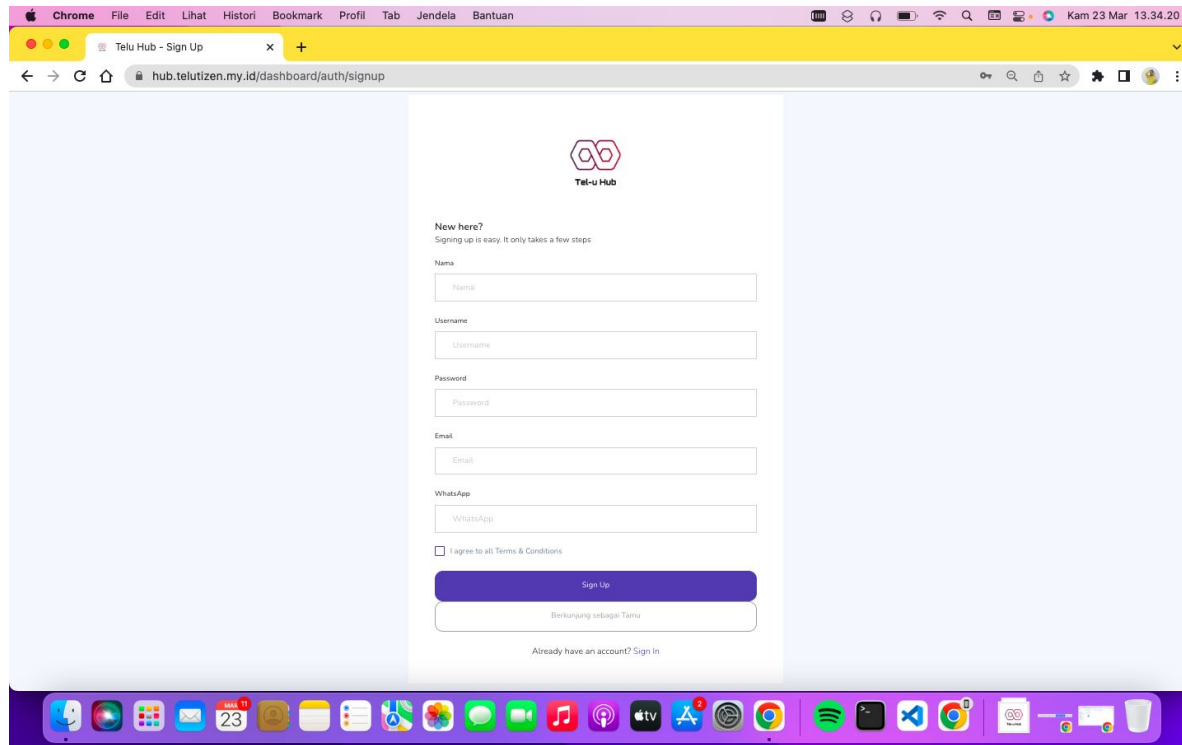 Chrome File Edit Lihat Histori Bookmark Profil Tab Jendela Bantuan Kam 23 Mar 13.34.20
Telu Hub - Sign Up
hub.telutizen.my.id/dashboard/auth/signup
Tel-u Hub
New here?
Signing up is easy. It only takes a few steps
Nama
Nama
Username
Username
Password
Password
Email
Email
WhatsApp
WhatsApp
I agree to all Terms & Conditions
Sign Up
Berkunjung sebagai Tamu
Already have an account? Sign In
MAR 11
23
tv
2